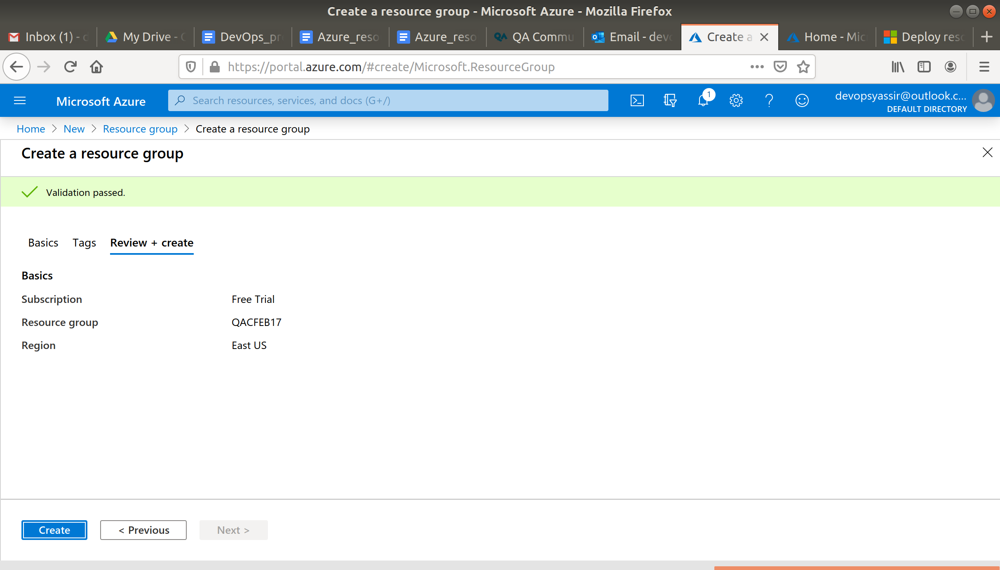 Create a resource group - Microsoft Azure - Mozilla Firefox
Inbox (1) - My Drive - DevOps_pr Azure_reso Azure_reso QA Commu Email - devo Create a Home - Mic Deploy reso
https://portal.azure.com/#create/Microsoft.ResourceGroup
Microsoft Azure Search resources, services, and docs (G+/) 1 devopsyassir@outlook.c...
DEFAULT DIRECTORY
Home > New > Resource group > Create a resource group
Create a resource group
Validation passed.
Basics Tags Review + create
Basics
Subscription Free Trial
Resource group QACFEB17
Region East US
Create < Previous Next >